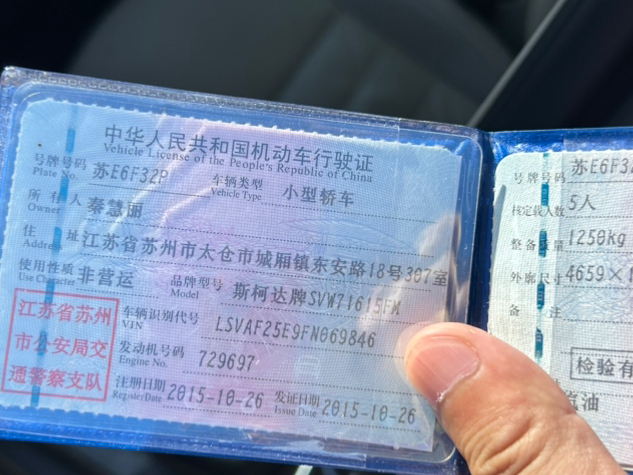 中华人民共和国机动车行驶证
Vehicle License of the People's Republic of China
号牌号码 苏E6F32P 车辆类型 小型轿车
Plate No. Vehicle Type
所有人 秦慧丽
Owner
住址 江苏省苏州市太仓市城厢镇东安路18号307室
Address
使用性质 非营运 品牌型号 斯柯达牌SVW71615FM
Use Character Model
江苏省苏州
市公安局交
通警察支队
车辆识别代号 LSVAF25E9FN069846
VIN
发动机号码 729697
Engine No.
注册日期 2015-10-26 发证日期 2015-10-26
Register Date Issue Date
号牌号码 苏E6F32
核定载人数 5人
整备质量 1250kg
外廓尺寸 4659×
备注
检验有
油